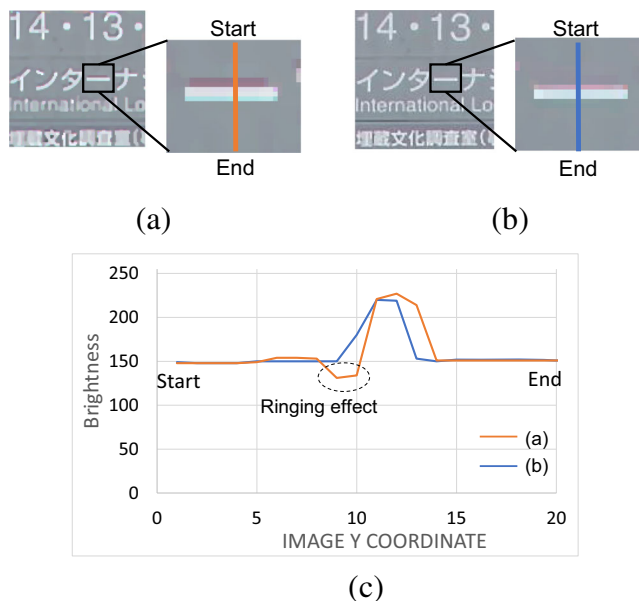 14・13・
インターナシ
International Lo
埋蔵文化調査室(
Start
End
(a)
14・13・
インターナシ
International Lo
埋蔵文化調査室(
Start
End
(b)
250
200
150
100
50
0
Brightness
Start
Ringing effect
End
(a)
(b)
0 5 10 15 20
IMAGE Y COORDINATE
(c)